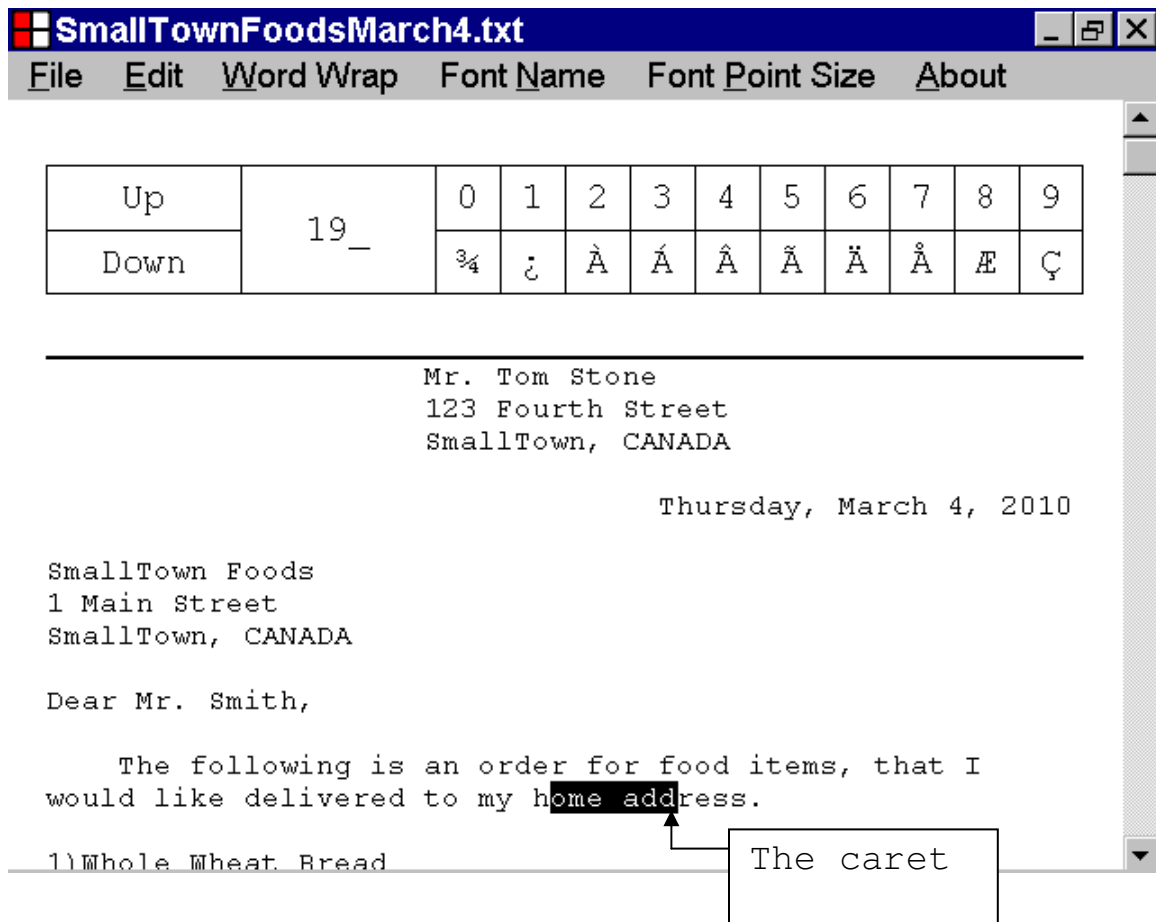 SmallTownFoodsMarch4.txt
File Edit Word Wrap Font Name Font Point Size About
Up 19_ 0 1 2 3 4 5 6 7 8 9
Down ¾ ¿ À Á Â Ã Ä Å Æ Ç
Mr. Tom Stone
123 Fourth Street
SmallTown, CANADA
Thursday, March 4, 2010
SmallTown Foods
1 Main Street
SmallTown, CANADA
Dear Mr. Smith,
The following is an order for food items, that I
would like delivered to my home address.
1)Whole Wheat Bread
The caret